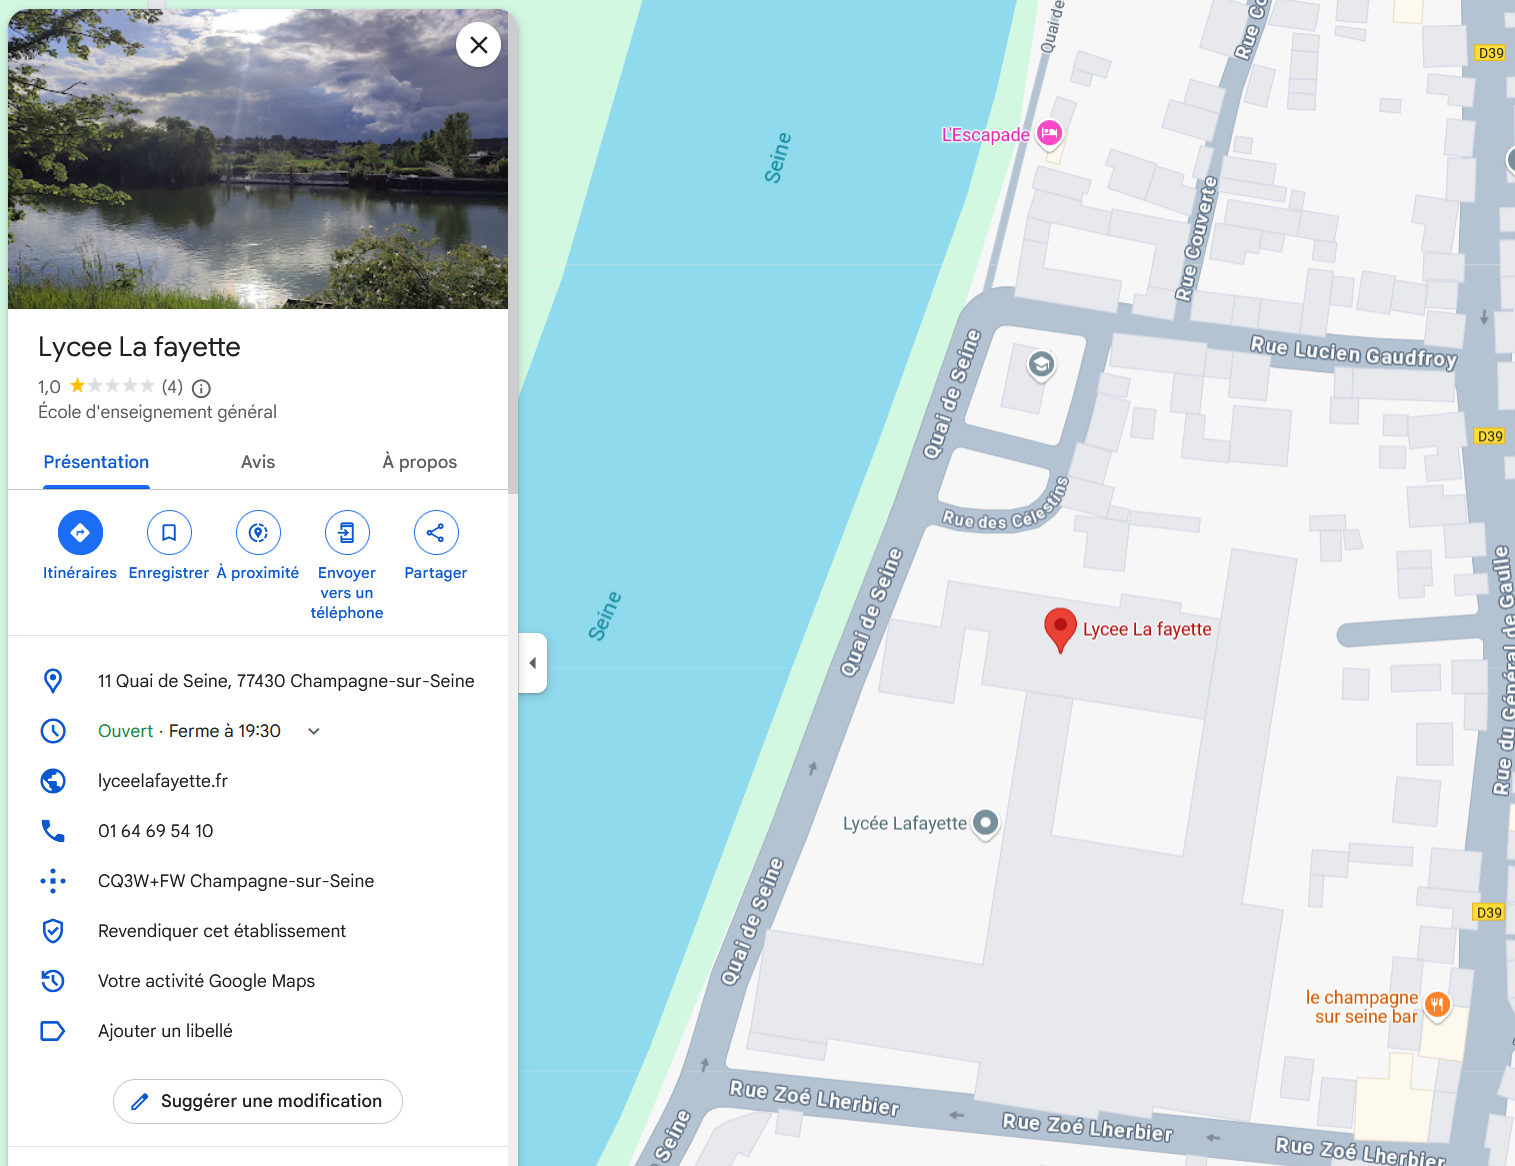 Lycee La fayette
1,0 (4)
École d'enseignement général
Présentation
Avis
À propos
Itinéraires
Enregistrer
À proximité
Envoyer
vers un
téléphone
Partager
11 Quai de Seine, 77430 Champagne-sur-Seine
Ouvert · Ferme à 19:30
lyceelafayette.fr
01 64 69 54 10
CQ3W+FW Champagne-sur-Seine
Revendiquer cet établissement
Votre activité Google Maps
Ajouter un libellé
Suggérer une modification
Quai de
Rue Co
D39
L'Escapade
Seine
Rue Couverte
Quai de Seine
Rue Lucien Gaudfroy
D39
Rue des Célestins
Quai de Seine
Seine
Lycee La fayette
Rue du Général de Gaulle
Lycée Lafayette
Quai de Seine
D39
le champagne
sur seine bar
Rue Zoé Lherbier
Rue Zoé Lherbier
Rue Zoé Lherbier
Seine